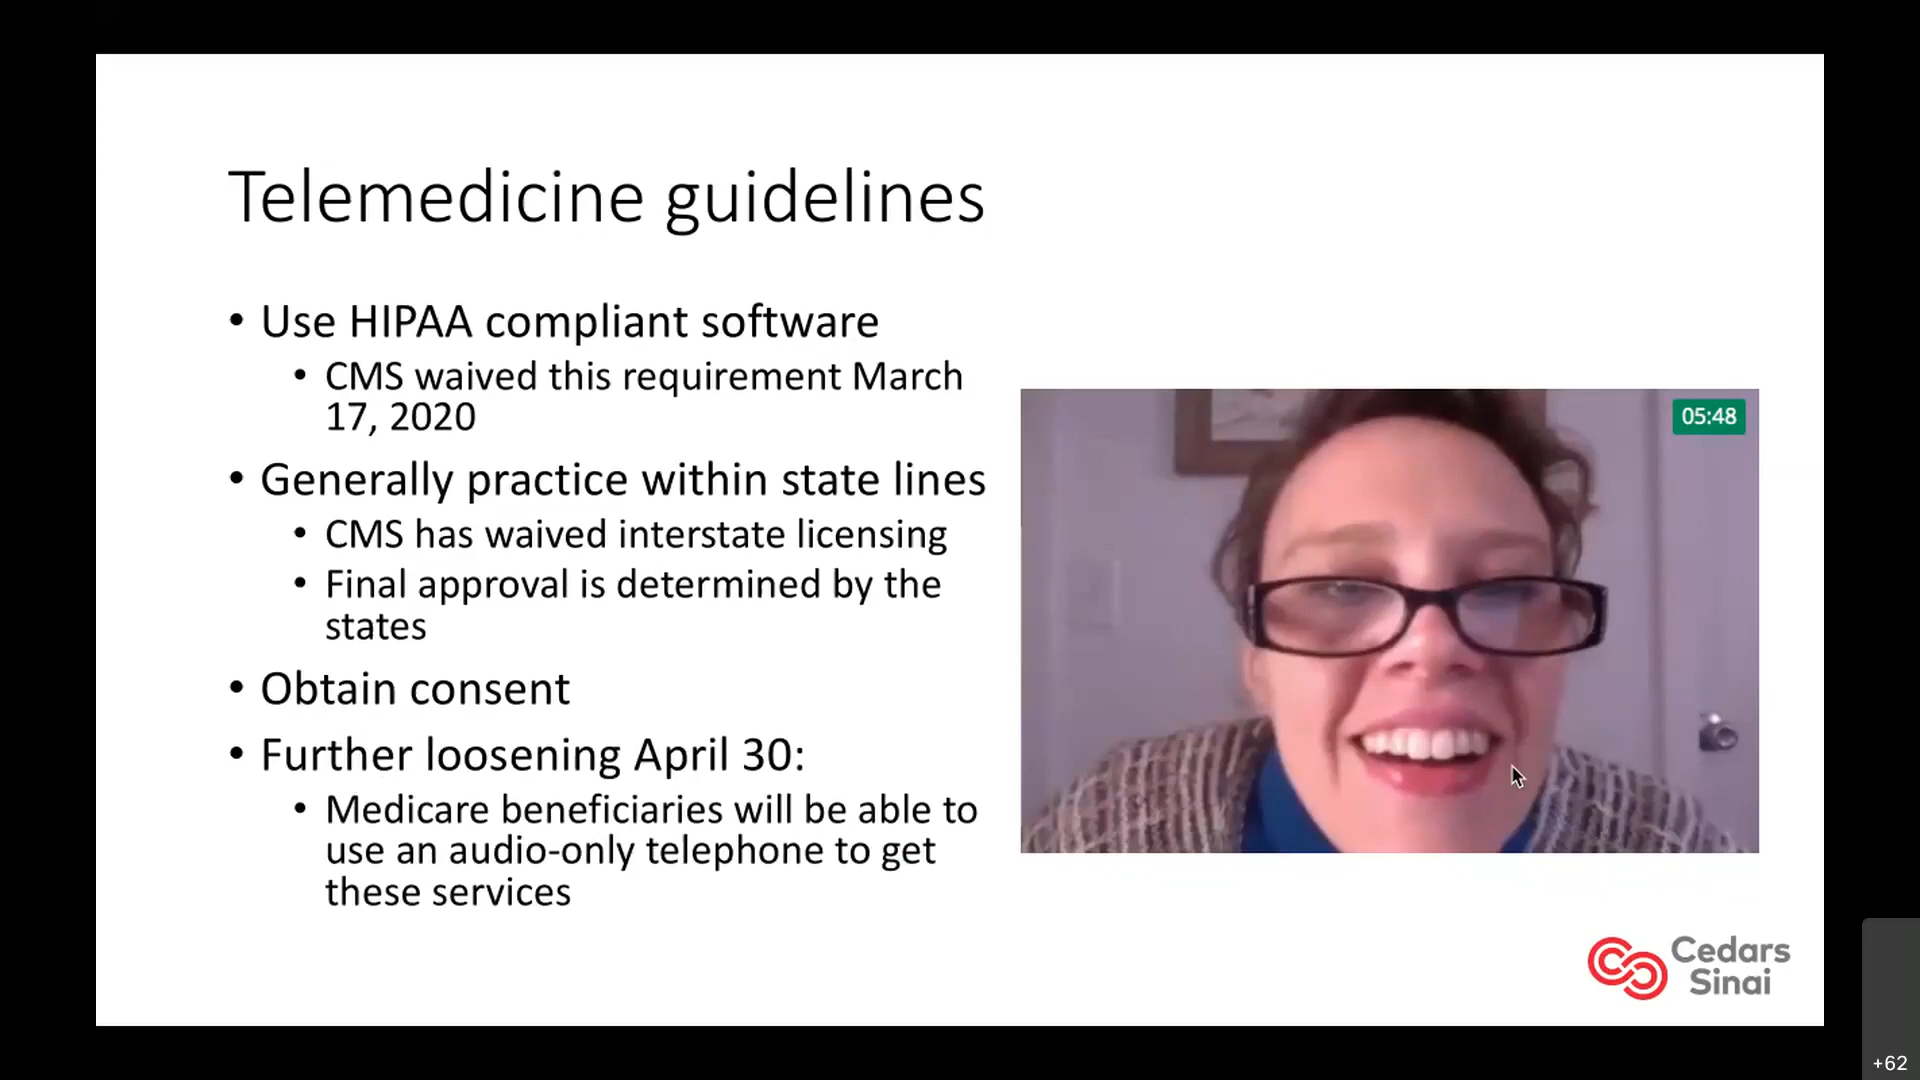 Telemedicine guidelines
• Use HIPAA compliant software
• CMS waived this requirement March
17, 2020
• Generally practice within state lines
• CMS has waived interstate licensing
• Final approval is determined by the
states
• Obtain consent
• Further loosening April 30:
• Medicare beneficiaries will be able to
use an audio-only telephone to get
these services
05:48
Cedars
Sinai
+62